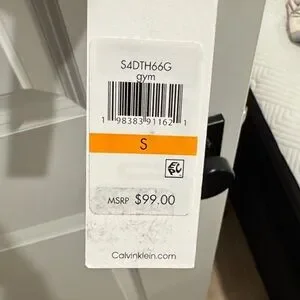 S4DTH66G
gym
1 98383 91162 1
S
MSRP $99.00
Calvinklein.com